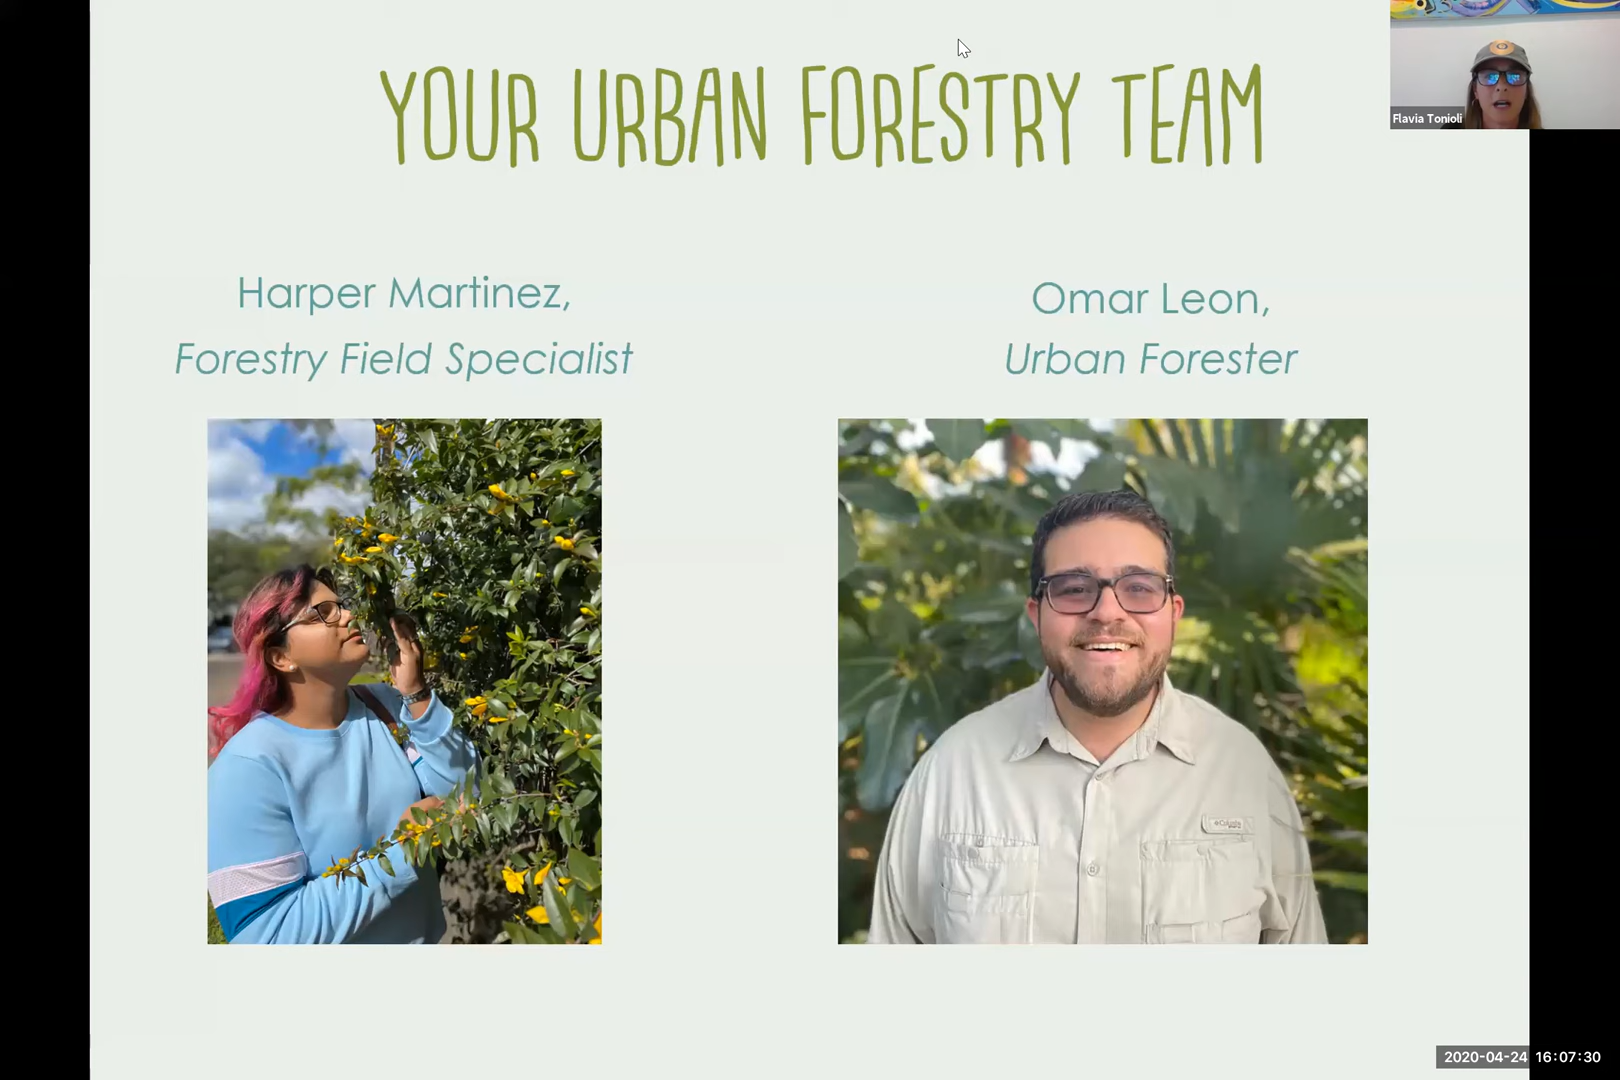 YOUR URBAN FORESTRY TEAM
Flavia Tonioli
Harper Martinez,
Forestry Field Specialist
Omar Leon,
Urban Forester
Columbia
2020-04-24 16:07:30